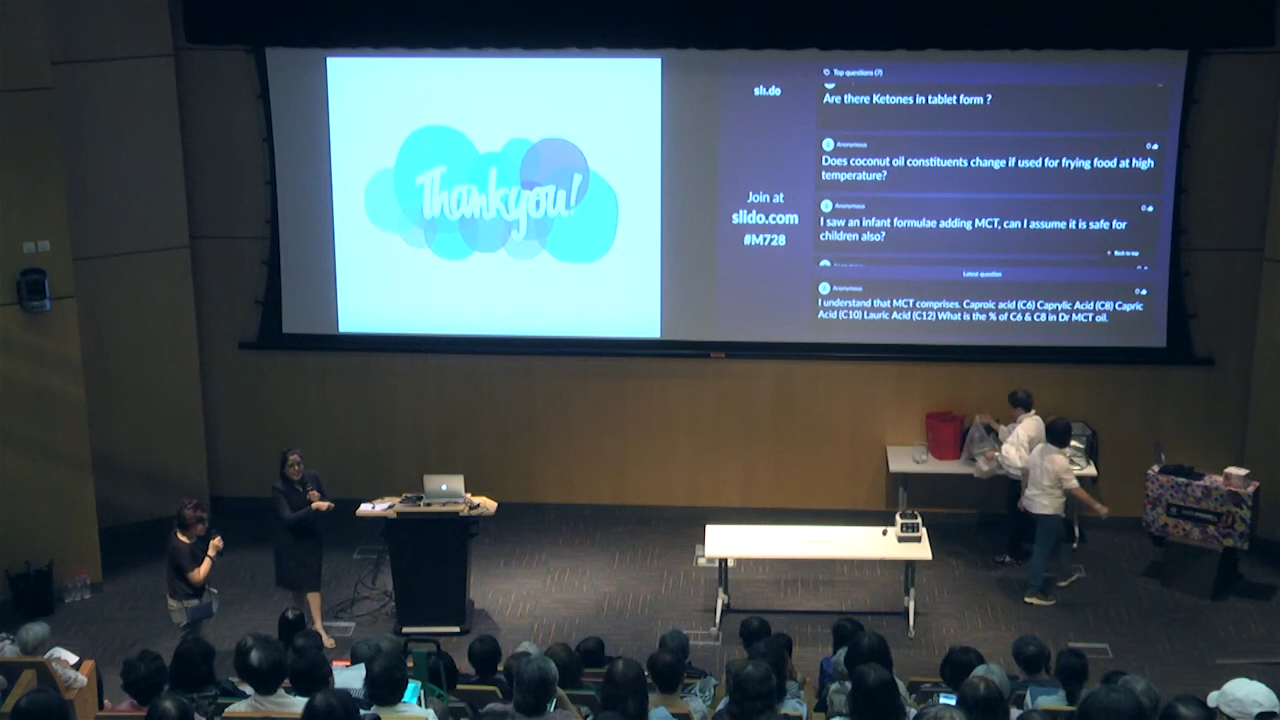 Thankyou!
sli.do
Join at
slido.com
#M728
Top questions (7)
Are there Ketones in tablet form ?
Anonymous
0
Does coconut oil constituents change if used for frying food at high
temperature?
Anonymous
0
I saw an infant formulae adding MCT, can I assume it is safe for
children also?
Back to top
Latest question
Anonymous
0
I understand that MCT comprises. Caproic acid (C6) Caprylic Acid (C8) Capric
Acid (C10) Lauric Acid (C12) What is the % of C6 & C8 in Dr MCT oil.